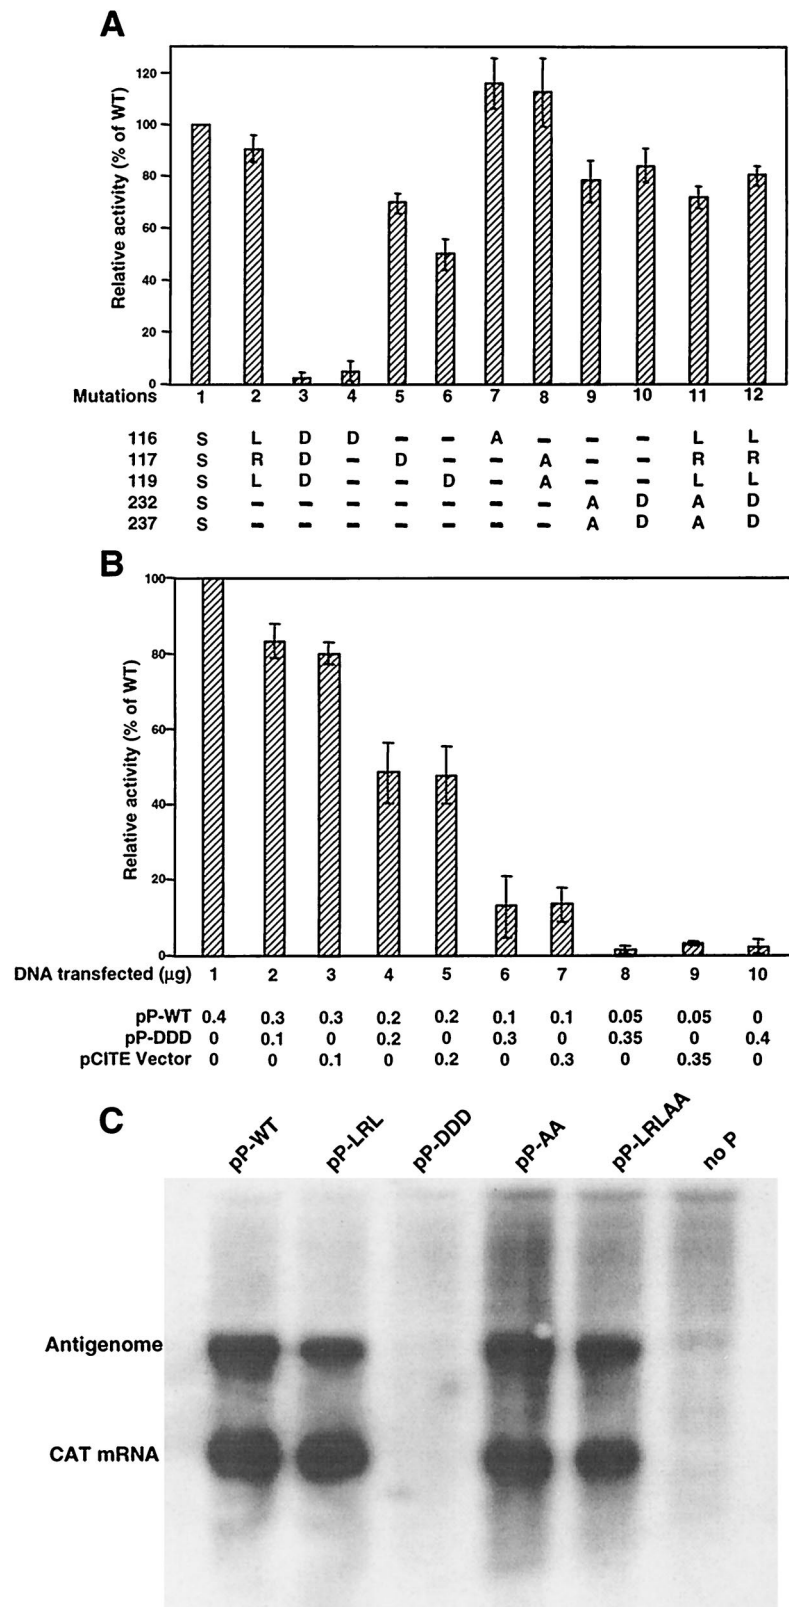 A
Relative activity (% of WT)
120
100
80
60
40
20
0
Mutations 1 2 3 4 5 6 7 8 9 10 11 12
116 S L D D – – A – – – L L
117 S R D – D – – A – – R R
119 S L D – – D – A – – L L
232 S – – – – – – – A D A D
237 S – – – – – – – A D A D
B
Relative activity (% of WT)
100
80
60
40
20
0
DNA transfected (μg) 1 2 3 4 5 6 7 8 9 10
pP-WT 0.4 0.3 0.3 0.2 0.2 0.1 0.1 0.05 0.05 0
pP-DDD 0 0.1 0 0.2 0 0.3 0 0.35 0 0.4
pCITE Vector 0 0 0.1 0 0.2 0 0.3 0 0.35 0
C
pP-WT pP-LRL pP-DDD pP-AA pP-LRLAA no P
Antigenome
CAT mRNA